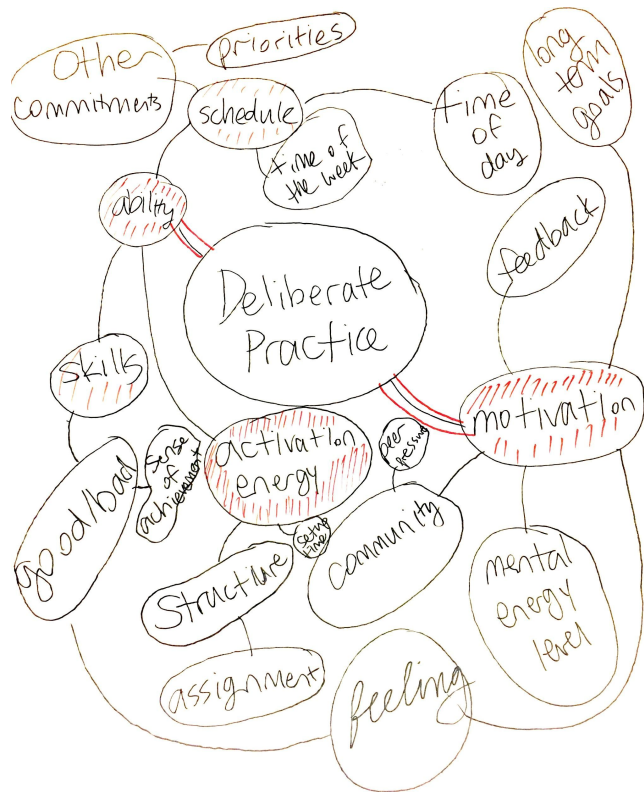 Other
commitments
priorities
schedule
time of
the week
time
of
day
long
term
goals
ability
feedback
Deliberate
Practice
skills
motivation
activation
energy
peer
pressure
sense
of
achievement
good/bad
setup
time
community
structure
mental
energy
level
assignment
feeling